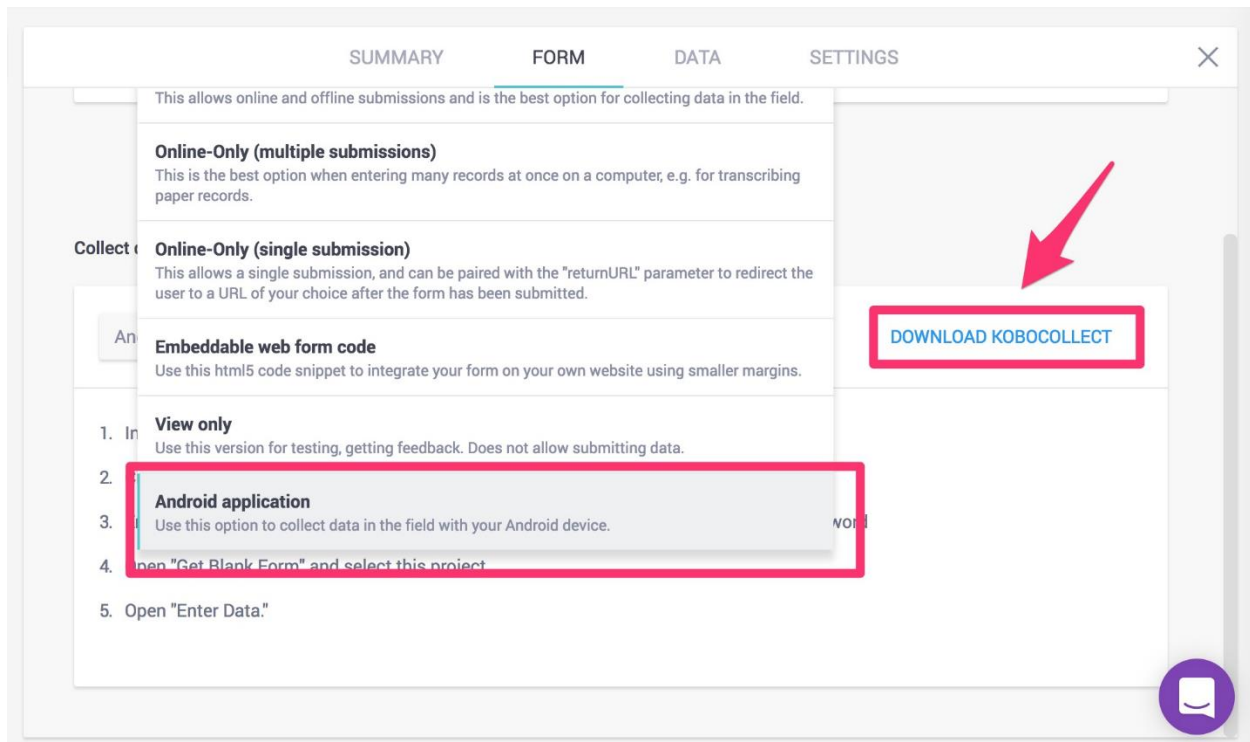 SUMMARY FORM DATA SETTINGS
This allows online and offline submissions and is the best option for collecting data in the field.
Online-Only (multiple submissions)
This is the best option when entering many records at once on a computer, e.g. for transcribing
paper records.
Collect
Online-Only (single submission)
This allows a single submission, and can be paired with the "returnURL" parameter to redirect the
user to a URL of your choice after the form has been submitted.
DOWNLOAD KOBOCOLLECT
Embeddable web form code
Use this html5 code snippet to integrate your form on your own website using smaller margins.
View only
Use this version for testing, getting feedback. Does not allow submitting data.
1.
2.
Android application
Use this option to collect data in the field with your Android device.
3.
4. Open "Get Blank Form" and select this project
5. Open "Enter Data."